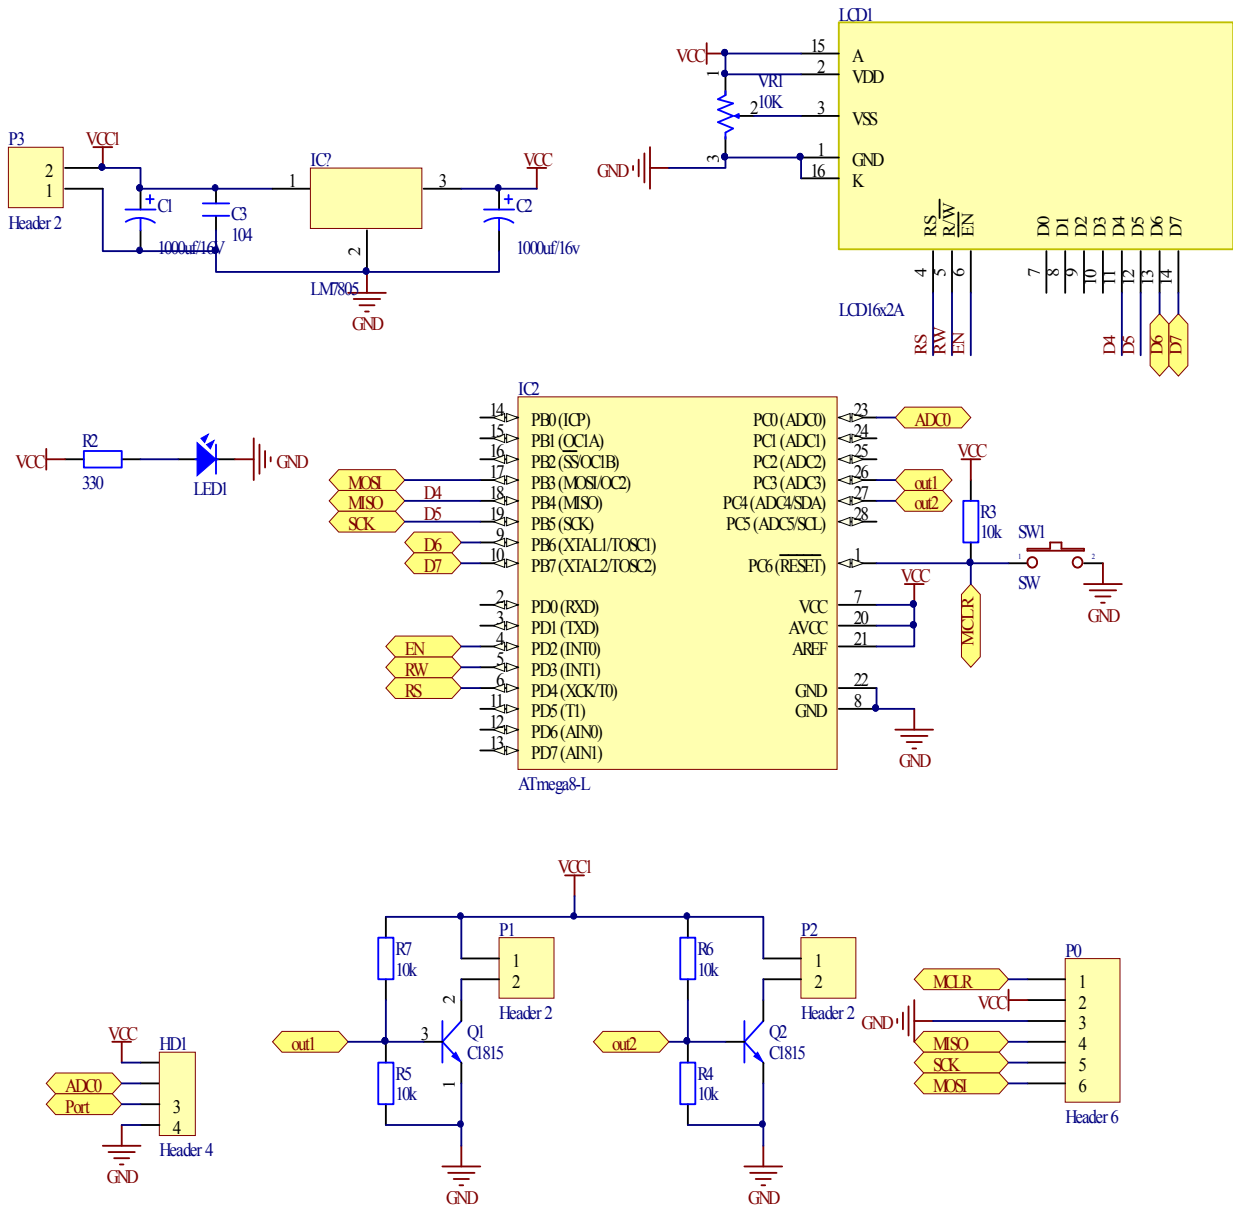 LCD1
VCC
15
A
2
VDD
1
VR1
10K
2
3
VSS
3
1
GND
16
K
GND
RS
R/W
EN
D0
D1
D2
D3
D4
D5
D6
D7
4
5
6
7
8
9
10
11
12
13
14
LCD16x2A
RS
RW
EN
D4
D5
D6
D7
P3
2
1
Header 2
VCC1
C1
1000uf/16V
C3
104
IC?
1
3
2
LM7805
GND
VCC
C2
1000uf/16v
VCC
R2
330
LED1
GND
IC2
14
PB0 (ICP)
15
PB1 (OC1A)
16
PB2 (SS/OC1B)
MOSI
17
PB3 (MOSI/OC2)
MISO
D4
18
PB4 (MISO)
SCK
D5
19
PB5 (SCK)
D6
9
PB6 (XTAL1/TOSC1)
D7
10
PB7 (XTAL2/TOSC2)
2
PD0 (RXD)
3
PD1 (TXD)
EN
4
PD2 (INT0)
RW
5
PD3 (INT1)
RS
6
PD4 (XCK/T0)
11
PD5 (T1)
12
PD6 (AIN0)
13
PD7 (AIN1)
PC0 (ADC0)
23
ADC0
PC1 (ADC1)
24
PC2 (ADC2)
25
PC3 (ADC3)
26
out1
PC4 (ADC4/SDA)
27
out2
PC5 (ADC5/SCL)
28
PC6 (RESET)
1
VCC
7
AVCC
20
AREF
21
GND
22
GND
8
VCC
GND
ATmega8-L
VCC
R3
10k
MCLR
SW1
1
2
SW
GND
VCC
HD1
ADC0
Port
3
4
Header 4
GND
VCC1
R7
10k
P1
1
2
Header 2
2
out1
3
Q1
C1815
R5
10k
1
GND
R6
10k
P2
1
2
Header 2
out2
Q2
C1815
R4
10k
GND
P0
MCLR
1
VCC
2
GND
3
MISO
4
SCK
5
MOSI
6
Header 6